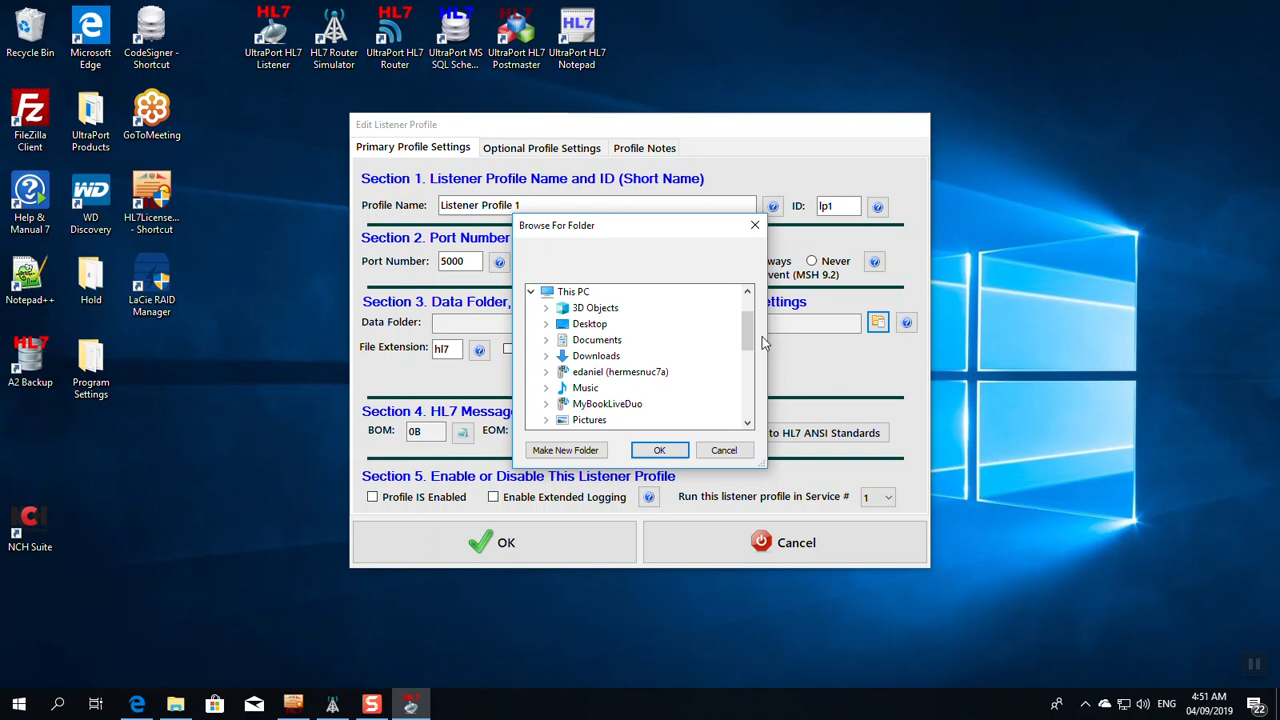 Recycle Bin
Microsoft
Edge
CodeSigner -
Shortcut
HL7
UltraPort HL7
Listener
HL7 Router
Simulator
HL7
UltraPort HL7
Router
HL7
UltraPort MS
SQL Sche...
HL7
UltraPort HL7
Postmaster
HL7
UltraPort HL7
Notepad
Fz
FileZilla
Client
UltraPort
Products
GoToMeeting
Help &
Manual 7
WD
WD
Discovery
HL7License...
- Shortcut
Notepad++
Hold
LaCie RAID
Manager
HL7
A2 Backup
Program
Settings
NCH Suite
Edit Listener Profile
Primary Profile Settings
Optional Profile Settings
Profile Notes
Section 1. Listener Profile Name and ID (Short Name)
Profile Name: Listener Profile 1 ID: lp1
Section 2. Port Number
Port Number: 5000
ways Never
vent (MSH 9.2)
Section 3. Data Folder, ettings
Data Folder:
File Extension: hl7
Section 4. HL7 Messag
BOM: 0B EOM:
to HL7 ANSI Standards
Section 5. Enable or Disable This Listener Profile
Profile IS Enabled Enable Extended Logging Run this listener profile in Service # 1
OK Cancel
Browse For Folder
This PC
3D Objects
Desktop
Documents
Downloads
edaniel (hermesnuc7a)
Music
MyBookLiveDuo
Pictures
Make New Folder OK Cancel
HL7
4:51 AM
04/09/2019
22